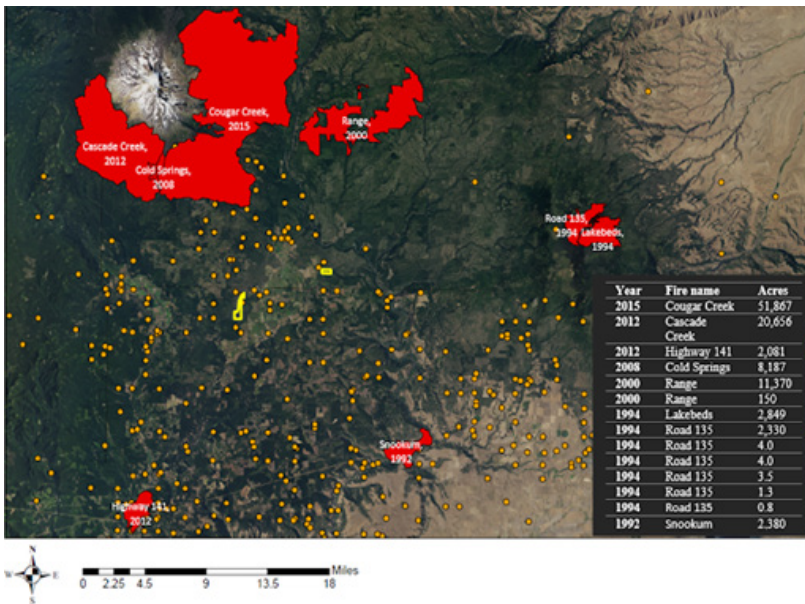 Cougar Creek,
2015
Range,
2000
Cascade Creek,
2012
Cold Springs,
2008
Road 135,
1994
Lakebeds,
1994
Snookum
1992
Highway 141,
2012
Year Fire name Acres
2015 Cougar Creek 51,867
2012 Cascade 20,656
Creek
2012 Highway 141 2,081
2008 Cold Springs 8,187
2000 Range 11,370
2000 Range 150
1994 Lakebeds 2,849
1994 Road 135 2,330
1994 Road 135 4.0
1994 Road 135 4.0
1994 Road 135 3.5
1994 Road 135 1.3
1994 Road 135 0.8
1992 Snookum 2,380
N
W E
S
Miles
0 2.25 4.5 9 13.5 18